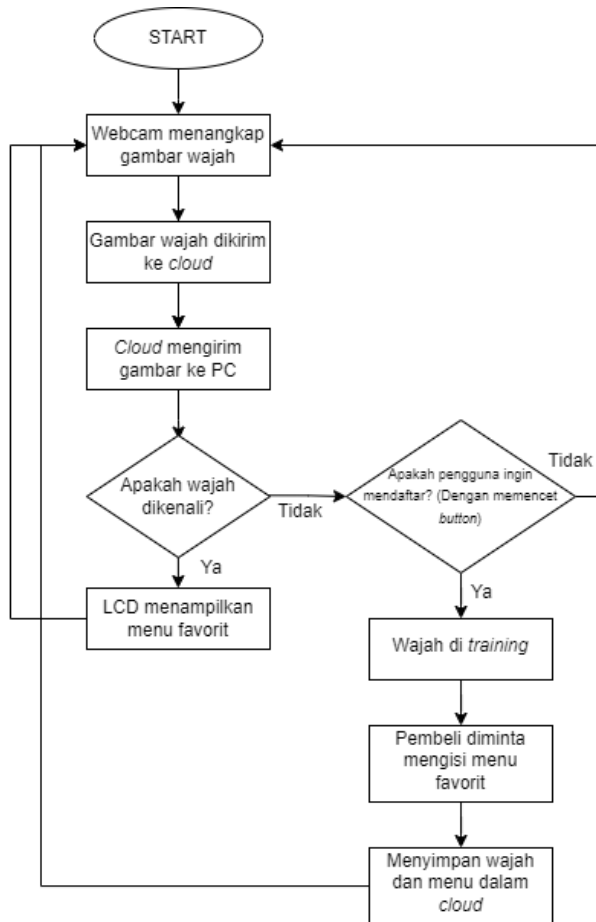 START
Webcam menangkap
gambar wajah
Gambar wajah dikirim
ke cloud
Cloud mengirim
gambar ke PC
Apakah wajah
dikenali?
Tidak
Apakah pengguna ingin
mendaftar? (Dengan memencet
button)
Tidak
Ya
LCD menampilkan
menu favorit
Ya
Wajah di training
Pembeli diminta
mengisi menu
favorit
Menyimpan wajah
dan menu dalam
cloud